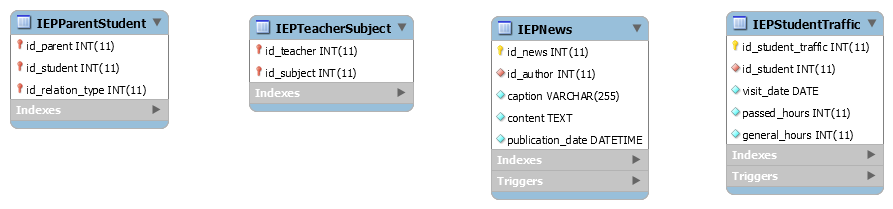 IEPParentStudent
id_parent INT(11)
id_student INT(11)
id_relation_type INT(11)
Indexes
IEPTeacherSubject
id_teacher INT(11)
id_subject INT(11)
Indexes
IEPNews
id_news INT(11)
id_author INT(11)
caption VARCHAR(255)
content TEXT
publication_date DATETIME
Indexes
Triggers
IEPStudentTraffic
id_student_traffic INT(11)
id_student INT(11)
visit_date DATE
passed_hours INT(11)
general_hours INT(11)
Indexes
Triggers